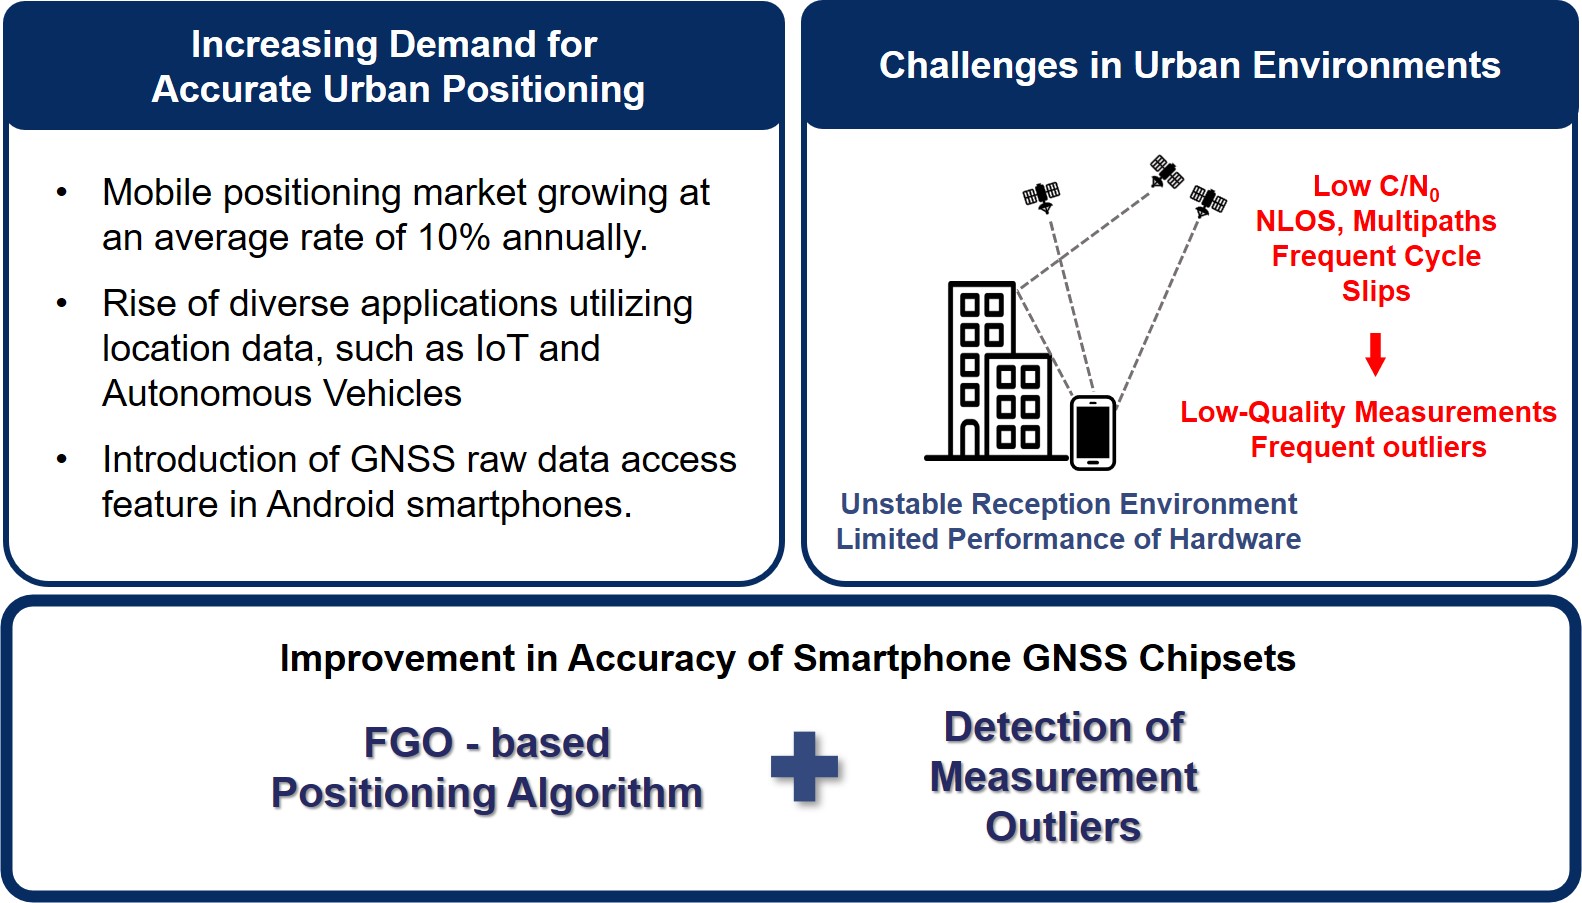 Increasing Demand for
Accurate Urban Positioning
• Mobile positioning market growing at
an average rate of 10% annually.
• Rise of diverse applications utilizing
location data, such as IoT and
Autonomous Vehicles
• Introduction of GNSS raw data access
feature in Android smartphones.
Challenges in Urban Environments
Low C/N₀
NLOS, Multipaths
Frequent Cycle
Slips
Low-Quality Measurements
Frequent outliers
Unstable Reception Environment
Limited Performance of Hardware
Improvement in Accuracy of Smartphone GNSS Chipsets
FGO - based
Positioning Algorithm
Detection of
Measurement
Outliers